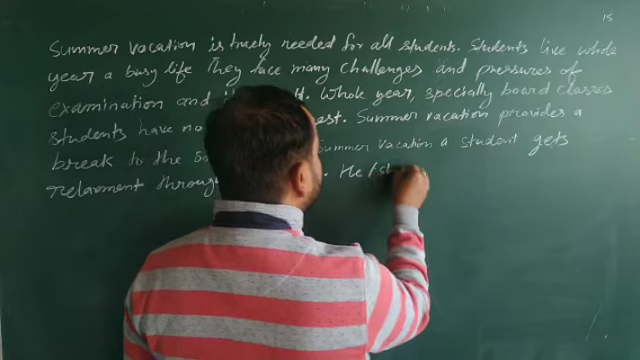 15
Summer vacation is truely needed for all students. Students live whole
year a busy life They face many challenges and pressures of
examination and . Whole year, specially board classes
students have no est. Summer vacation provides a
break to the Summer vacation a student gets
relaxment through . He/s